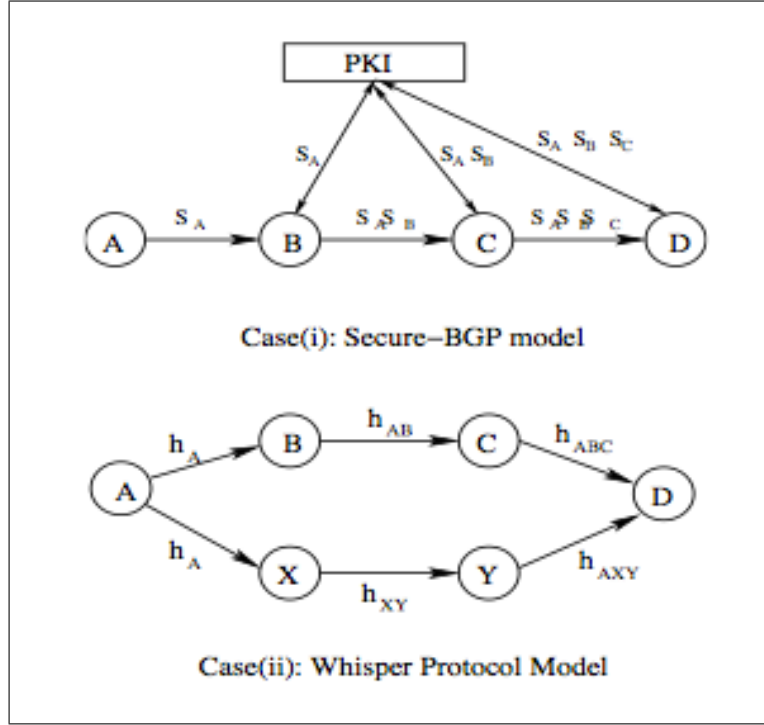 PKI
S_A
S_A S_B
S_A S_B S_C
A
S_A
B
S_A S_B
C
S_A S_B S_C
D
Case(i): Secure–BGP model
h_A
B
h_AB
C
h_ABC
A
D
h_A
X
h_XY
Y
h_AXY
Case(ii): Whisper Protocol Model